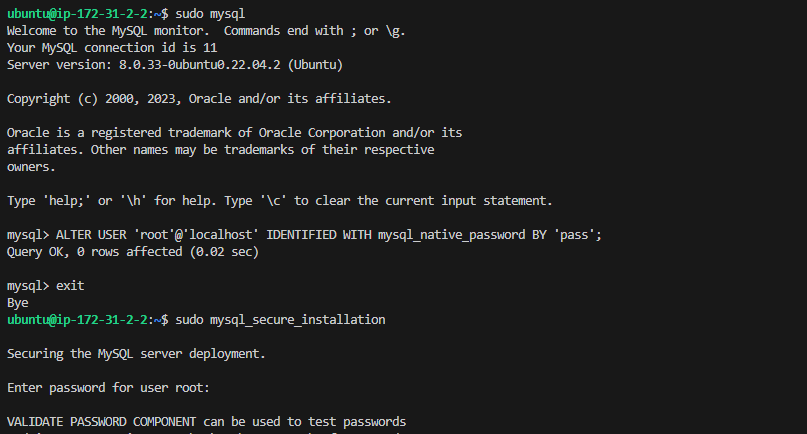 ubuntu@ip-172-31-2-2:~$ sudo mysql
Welcome to the MySQL monitor.  Commands end with ; or \g.
Your MySQL connection id is 11
Server version: 8.0.33-0ubuntu0.22.04.2 (Ubuntu)
Copyright (c) 2000, 2023, Oracle and/or its affiliates.
Oracle is a registered trademark of Oracle Corporation and/or its
affiliates. Other names may be trademarks of their respective
owners.
Type 'help;' or '\h' for help. Type '\c' to clear the current input statement.
mysql> ALTER USER 'root'@'localhost' IDENTIFIED WITH mysql_native_password BY 'pass';
Query OK, 0 rows affected (0.02 sec)
mysql> exit
Bye
ubuntu@ip-172-31-2-2:~$ sudo mysql_secure_installation
Securing the MySQL server deployment.
Enter password for user root:
VALIDATE PASSWORD COMPONENT can be used to test passwords